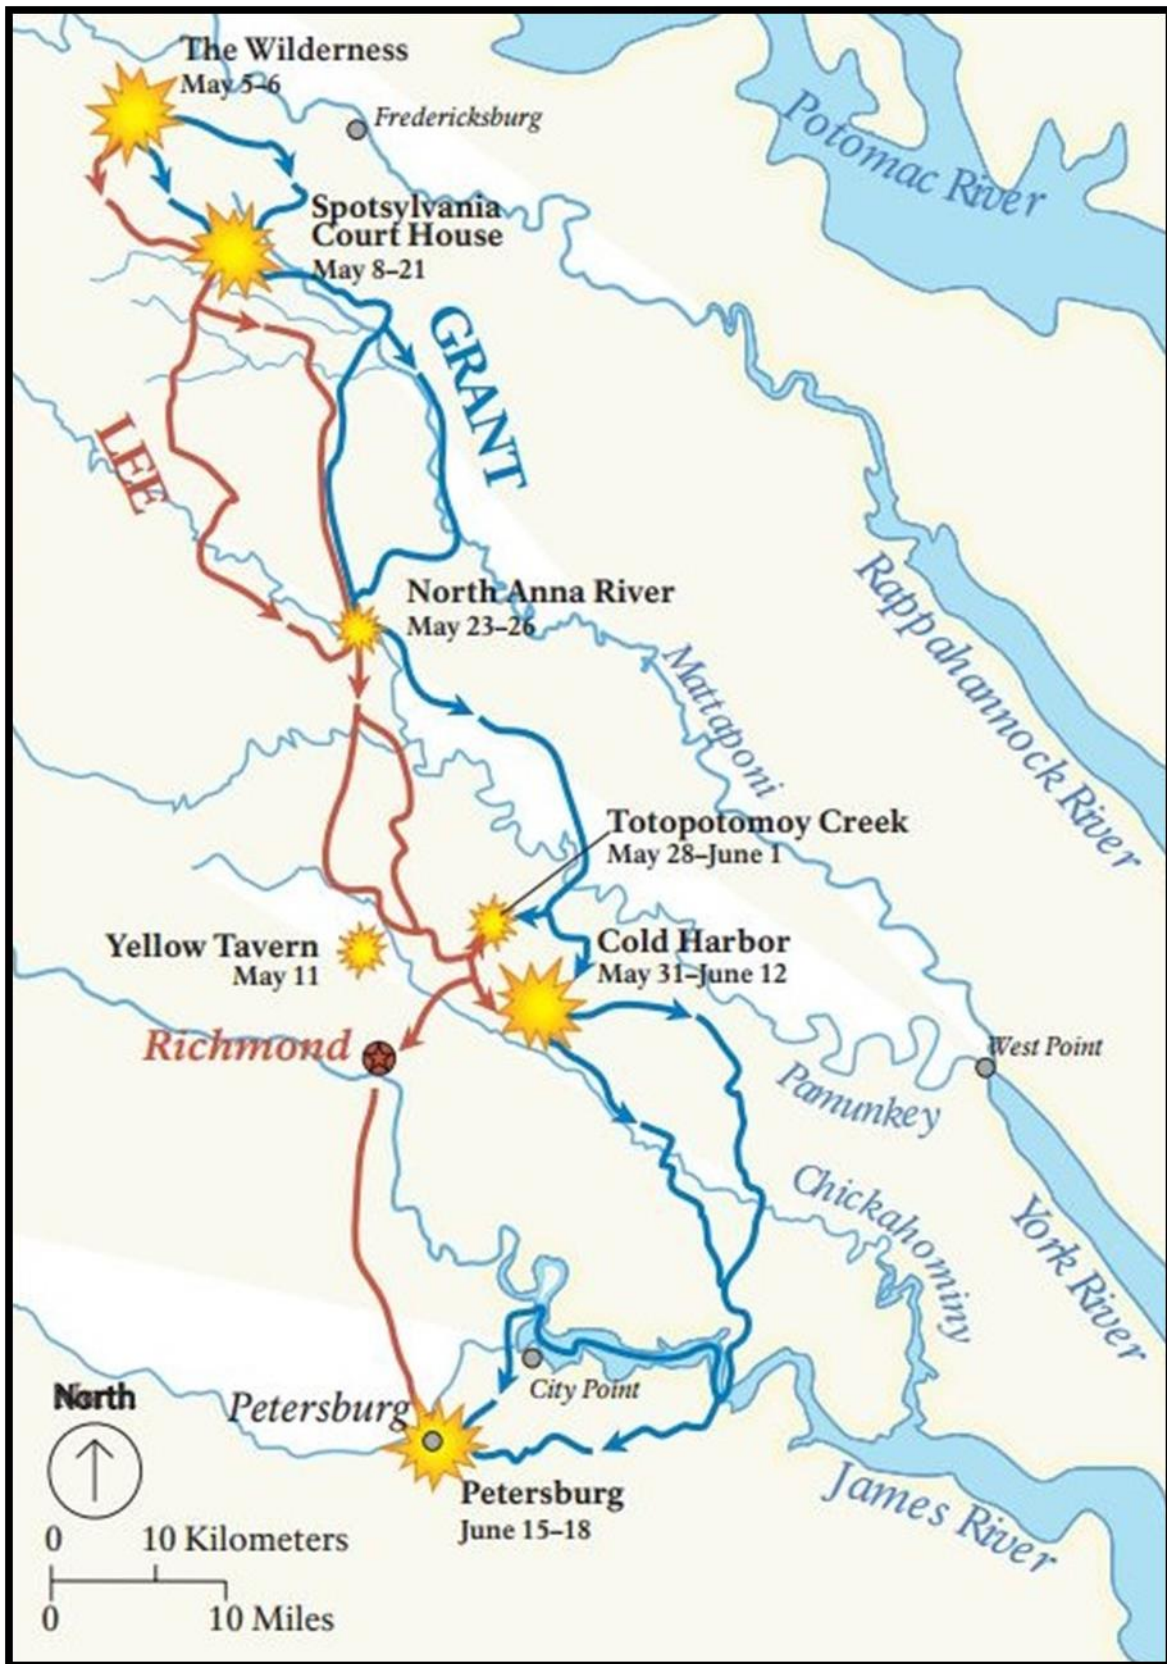 The Wilderness
May 5–6
Fredericksburg
Potomac River
Spotsylvania
Court House
May 8–21
GRANT
LEE
North Anna River
May 23–26
Rappahannock River
Mattaponi
Totopotomoy Creek
May 28–June 1
Yellow Tavern
May 11
Cold Harbor
May 31–June 12
Richmond
West Point
Pamunkey
Chickahominy
York River
City Point
North
Petersburg
Petersburg
June 15–18
James River
0 10 Kilometers
0 10 Miles